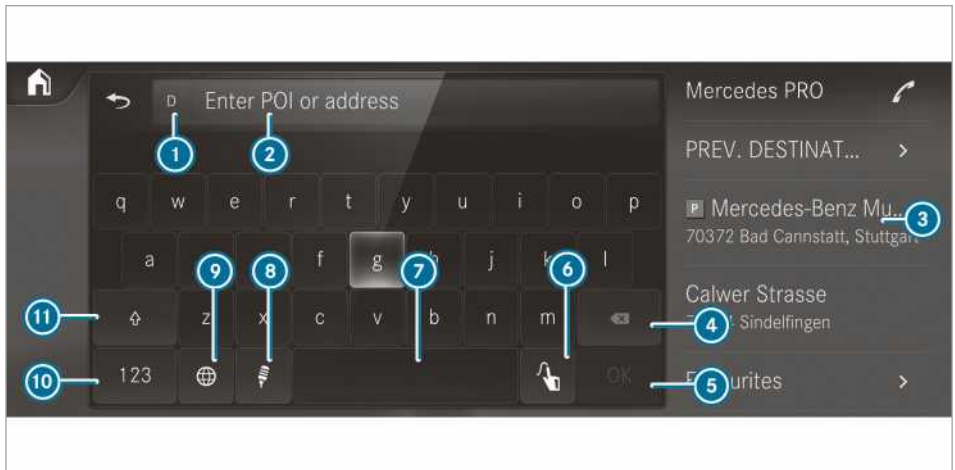 D Enter POI or address
1
2
q w e r t y u i o p
a f g j l
9
8
7
6
11
z x c v b n m
4
10
123
OK
5
Mercedes PRO
PREV. DESTINAT...
P Mercedes-Benz Mu...
3
70372 Bad Cannstatt, Stuttgart
Calwer Strasse
Sindelfingen